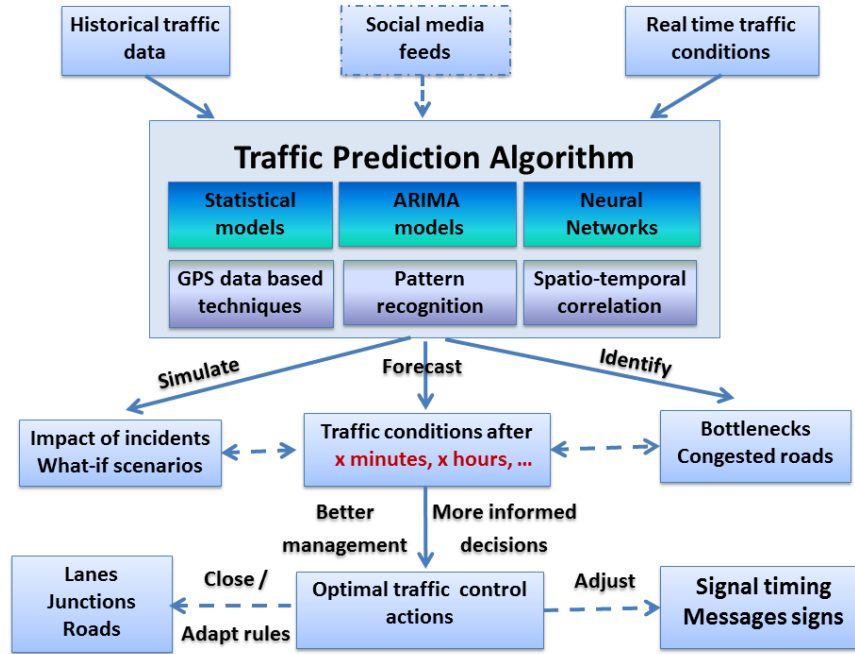 Historical traffic
data
Social media
feeds
Real time traffic
conditions
Traffic Prediction Algorithm
Statistical
models
ARIMA
models
Neural
Networks
GPS data based
techniques
Pattern
recognition
Spatio-temporal
correlation
Simulate
Forecast
Identify
Impact of incidents
What-if scenarios
Traffic conditions after
x minutes, x hours, ...
Bottlenecks
Congested roads
Better
management
More informed
decisions
Lanes
Junctions
Roads
Close /
Adapt rules
Optimal traffic control
actions
Adjust
Signal timing
Messages signs